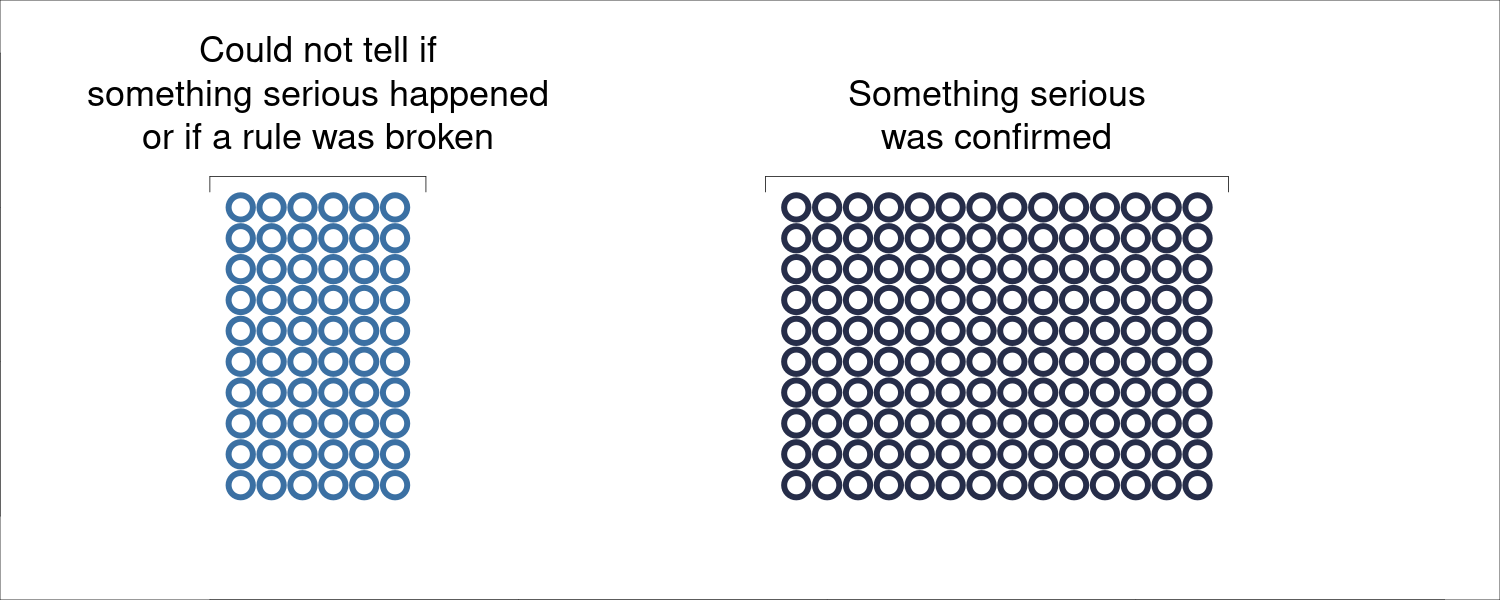 Could not tell if
something serious happened
or if a rule was broken
Something serious
was confirmed